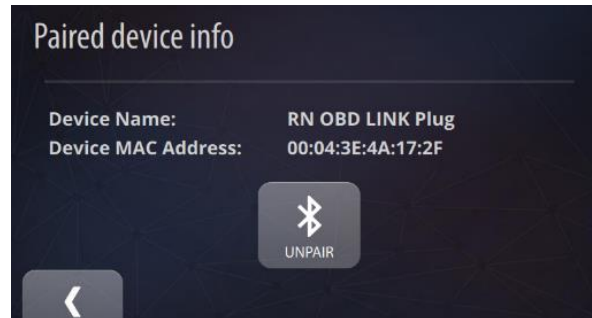 Paired device info
Device Name: RN OBD LINK Plug
Device MAC Address: 00:04:3E:4A:17:2F
UNPAIR